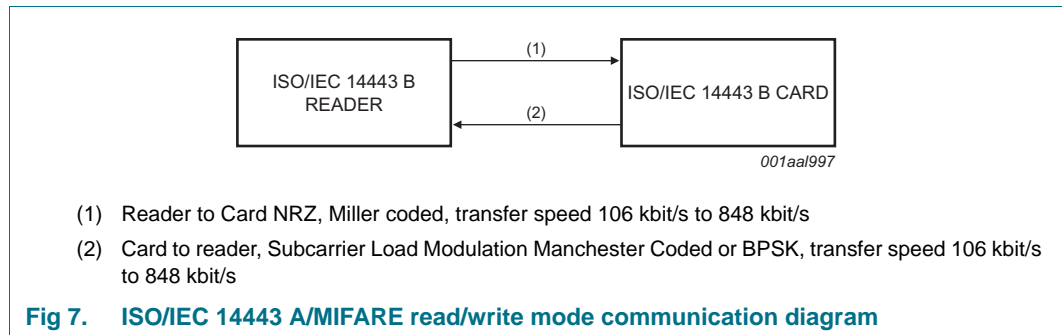 (1)
ISO/IEC 14443 B
READER
ISO/IEC 14443 B CARD
(2)
001aal997
(1) Reader to Card NRZ, Miller coded, transfer speed 106 kbit/s to 848 kbit/s
(2) Card to reader, Subcarrier Load Modulation Manchester Coded or BPSK, transfer speed 106 kbit/s
to 848 kbit/s
Fig 7. ISO/IEC 14443 A/MIFARE read/write mode communication diagram